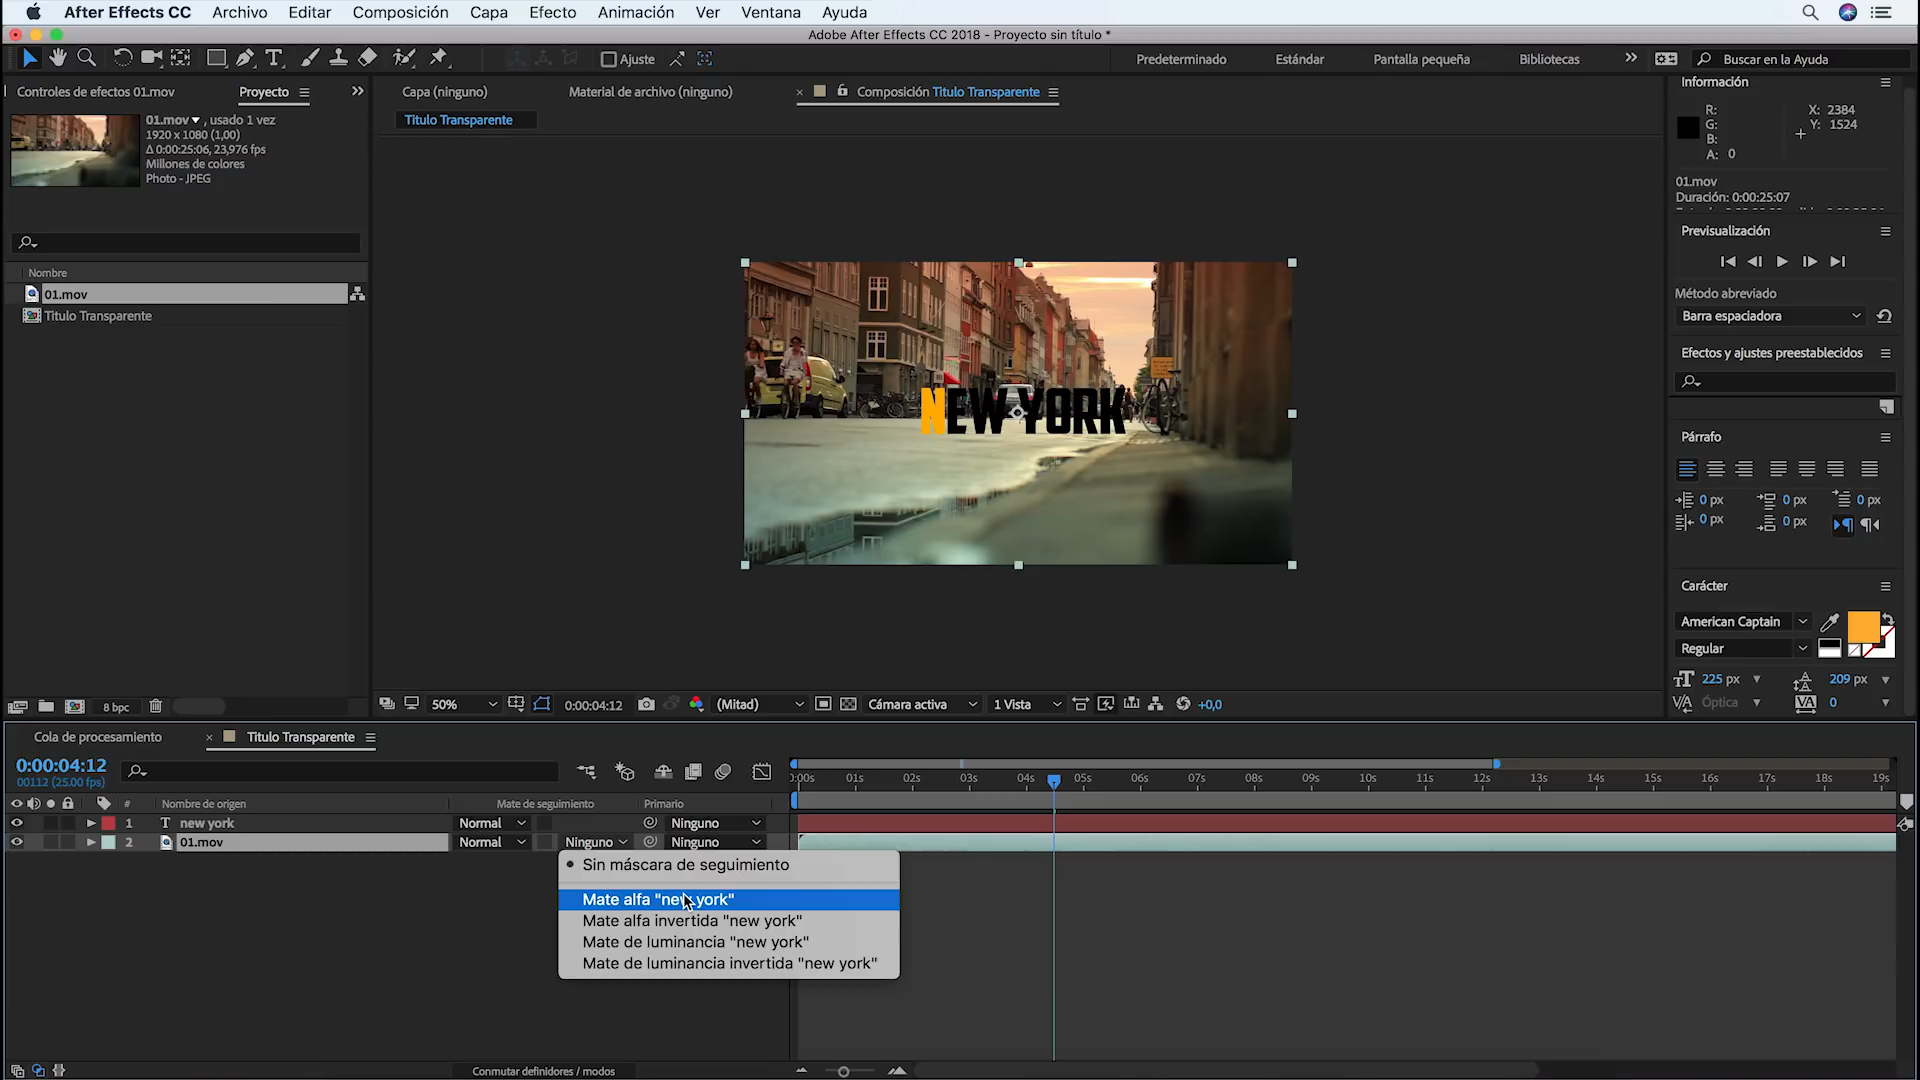 After Effects CC Archivo Editar Composición Capa Efecto Animación Ver Ventana Ayuda
Adobe After Effects CC 2018 - Proyecto sin título *
Ajuste Predeterminado Estándar Pantalla pequeña Bibliotecas Buscar en la Ayuda
Controles de efectos 01.mov Proyecto
01.mov , usado 1 vez
1920 x 1080 (1,00)
Δ 0:00:25:06, 23,976 fps
Millones de colores
Photo - JPEG
Nombre
01.mov
Titulo Transparente
8 bpc
Capa (ninguno) Material de archivo (ninguno) Composición Titulo Transparente
Titulo Transparente
NEW YORK
50% 0:00:04:12 (Mitad) Cámara activa 1 Vista +0,0
Información
R: X: 2384
G: Y: 1524
B:
A: 0
01.mov
Duración: 0:00:25:07
Previsualización
Método abreviado
Barra espaciadora
Efectos y ajustes preestablecidos
Párrafo
0 px 0 px 0 px
0 px 0 px
Carácter
American Captain
Regular
225 px 209 px
Óptica 0
Cola de procesamiento Titulo Transparente
0:00:04:12
00112 (25.00 fps)
# Nombre de origen Mate de seguimiento Primario
1 T new york Normal Ninguno
2 01.mov Normal Ninguno Ninguno
Sin máscara de seguimiento
Mate alfa "new york"
Mate alfa invertida "new york"
Mate de luminancia "new york"
Mate de luminancia invertida "new york"
:00s 01s 02s 03s 04s 05s 06s 07s 08s 09s 10s 11s 12s 13s 14s 15s 16s 17s 18s 19s
Conmutar definidores / modos